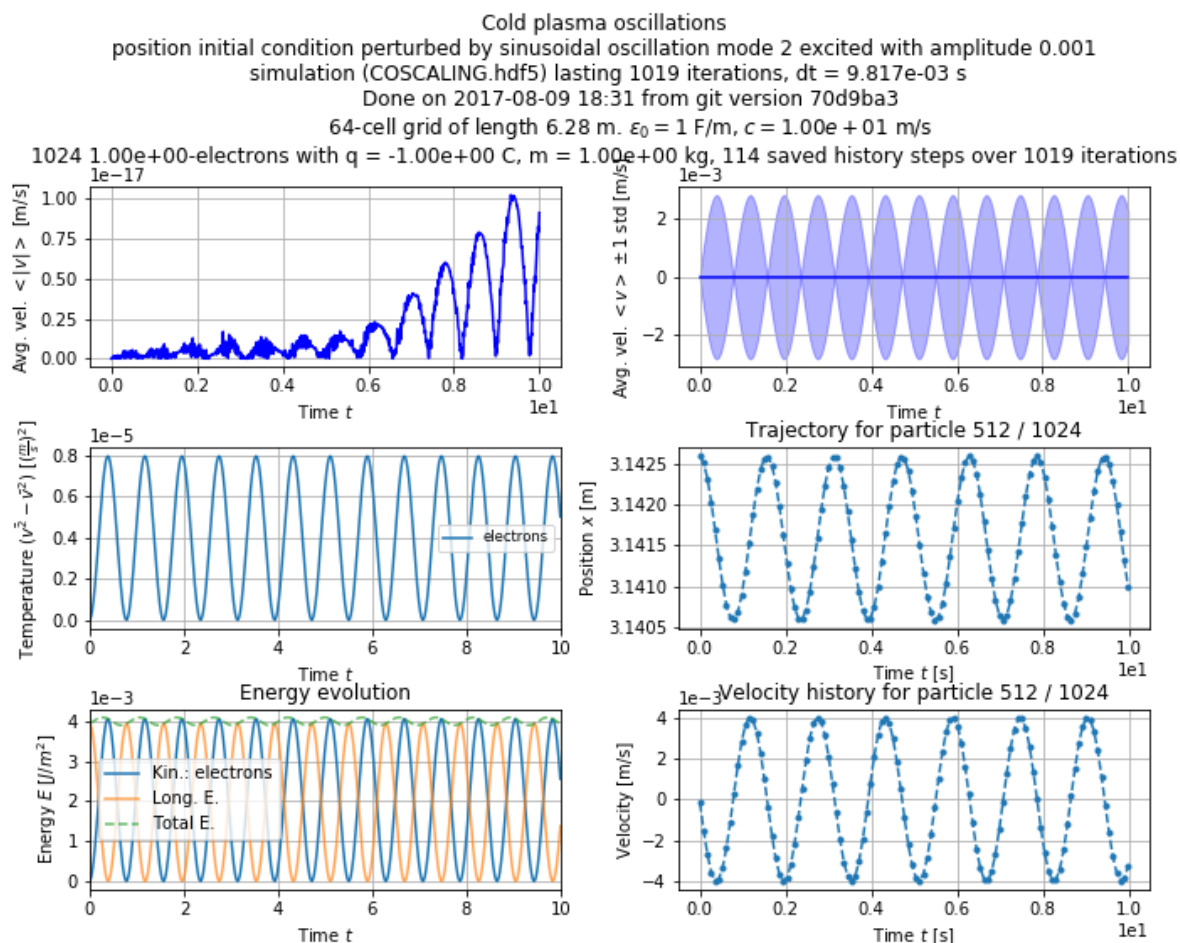 Cold plasma oscillations
position initial condition perturbed by sinusoidal oscillation mode 2 excited with amplitude 0.001
simulation (COSCALING.hdf5) lasting 1019 iterations, dt = 9.817e-03 s
Done on 2017-08-09 18:31 from git version 70d9ba3
64-cell grid of length 6.28 m. ε₀ = 1 F/m, c = 1.00e + 01 m/s
1024 1.00e+00-electrons with q = -1.00e+00 C, m = 1.00e+00 kg, 114 saved history steps over 1019 iterations
1e−17
Avg. vel. < |v| > [m/s]
1.00
0.75
0.50
0.25
0.00
0.0 0.2 0.4 0.6 0.8 1.0
Time t
1e1
1e−3
Avg. vel. < v > ±1 std [m/s]
2
0
−2
0.0 0.2 0.4 0.6 0.8 1.0
Time t
1e1
1e−5
Temperature (v̄² − v̄²) [(m/s)²]
0.8
0.6
0.4
0.2
0.0
electrons
0 2 4 6 8 10
Time t
Trajectory for particle 512 / 1024
Position x [m]
3.1425
3.1420
3.1415
3.1410
3.1405
0.0 0.2 0.4 0.6 0.8 1.0
Time t [s]
1e1
Energy evolution
1e−3
Energy E [J/m²]
4
3
2
1
0
Kin.: electrons
Long. E.
Total E.
0 2 4 6 8 10
Time t
Velocity history for particle 512 / 1024
1e−3
Velocity [m/s]
4
2
0
−2
−4
0.0 0.2 0.4 0.6 0.8 1.0
Time t [s]
1e1